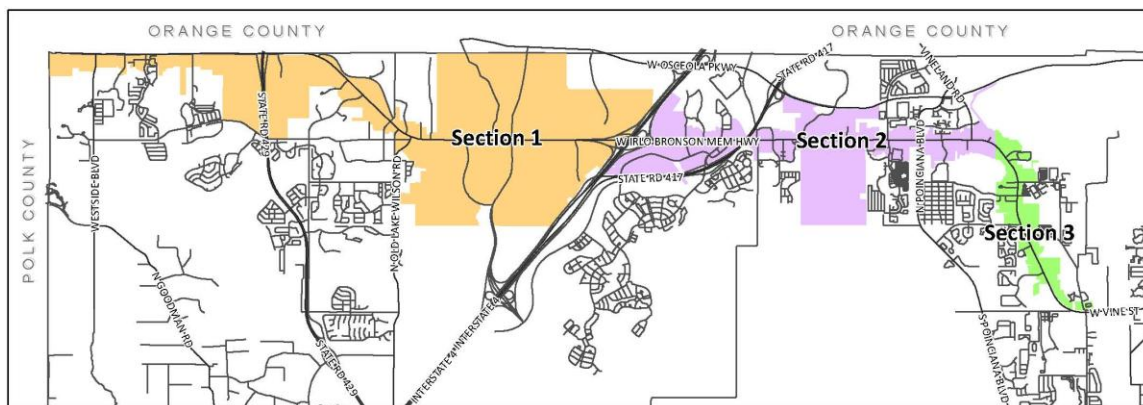 ORANGE COUNTY
ORANGE COUNTY
POLK COUNTY
W OSCEOLA PKWY
STATE RD 417
VINELAND RD
STATE RD 429
Section 1
W IRLO BRONSON MEM HWY
Section 2
STATE RD 417
WESTSIDE BLVD
N OLD LAKE WILSON RD
N POINCIANA BLVD
Section 3
N GOODMAN RD
INTERSTATE 4
INTERSTATE 4
STATE RD 429
S POINCIANA BLVD
W VINE ST